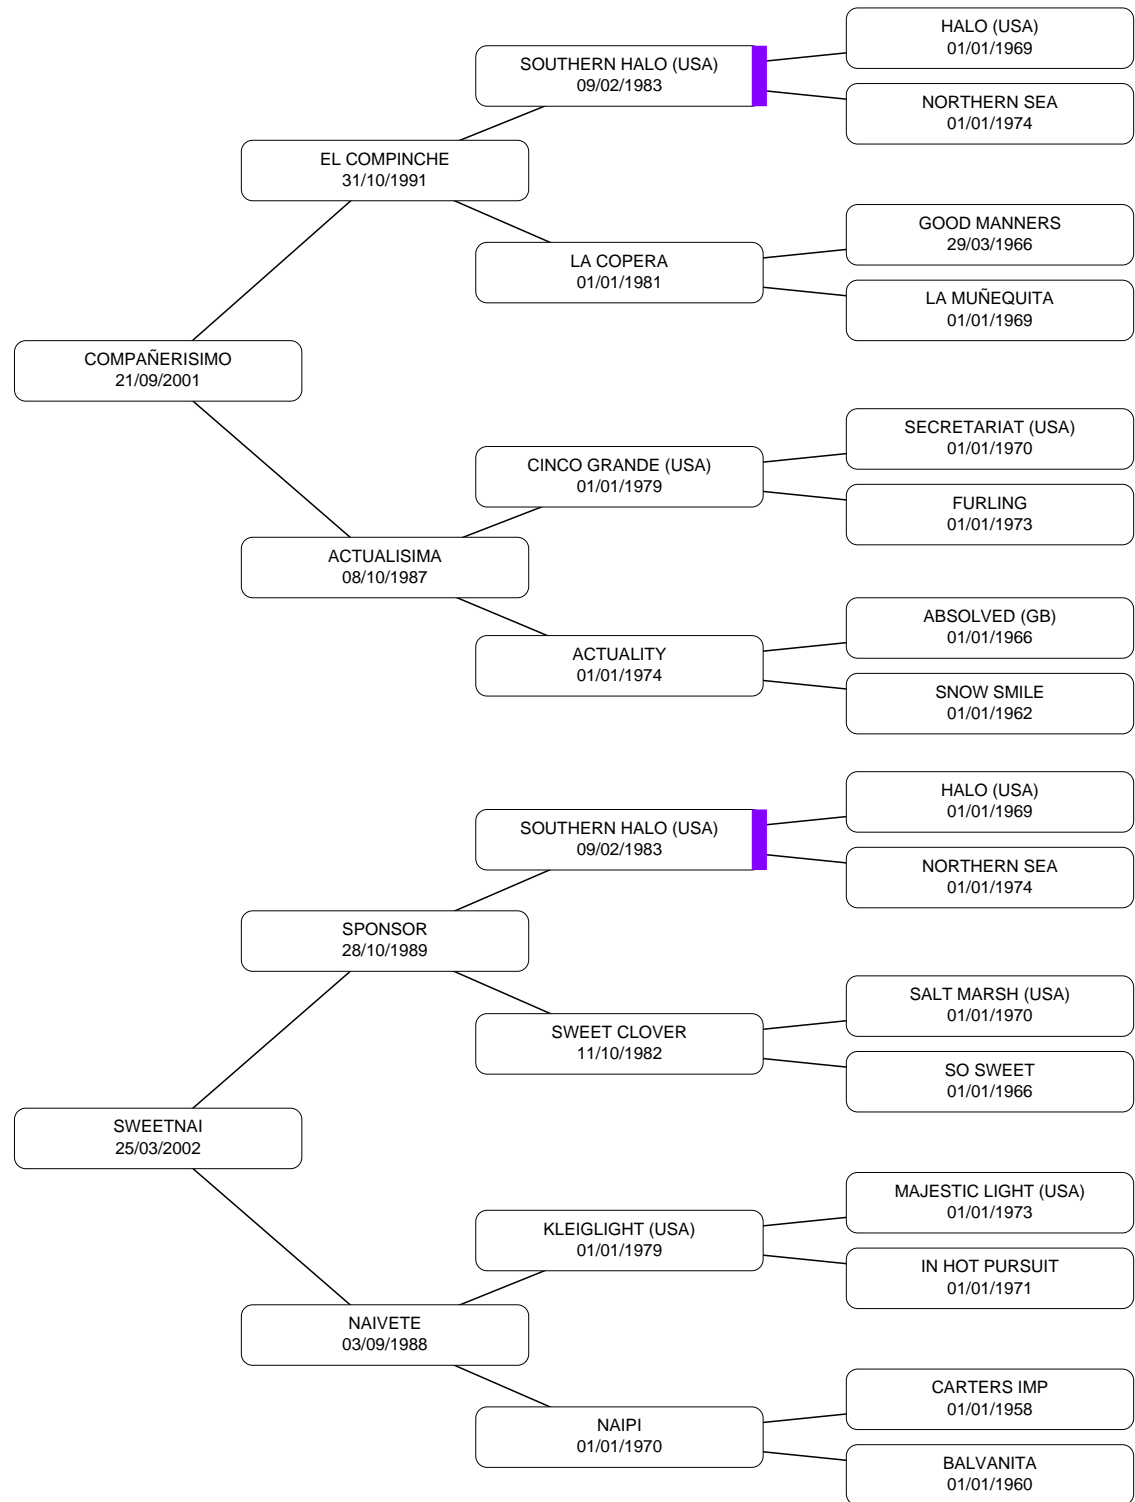 HALO (USA)
01/01/1969
SOUTHERN HALO (USA)
09/02/1983
NORTHERN SEA
01/01/1974
EL COMPINCHE
31/10/1991
GOOD MANNERS
29/03/1966
LA COPERA
01/01/1981
LA MUÑEQUITA
01/01/1969
COMPAÑERISIMO
21/09/2001
SECRETARIAT (USA)
01/01/1970
CINCO GRANDE (USA)
01/01/1979
FURLING
01/01/1973
ACTUALISIMA
08/10/1987
ABSOLVED (GB)
01/01/1966
ACTUALITY
01/01/1974
SNOW SMILE
01/01/1962
HALO (USA)
01/01/1969
SOUTHERN HALO (USA)
09/02/1983
NORTHERN SEA
01/01/1974
SPONSOR
28/10/1989
SALT MARSH (USA)
01/01/1970
SWEET CLOVER
11/10/1982
SO SWEET
01/01/1966
SWEETNAI
25/03/2002
MAJESTIC LIGHT (USA)
01/01/1973
KLEIGLIGHT (USA)
01/01/1979
IN HOT PURSUIT
01/01/1971
NAIVETE
03/09/1988
CARTERS IMP
01/01/1958
NAIPI
01/01/1970
BALVANITA
01/01/1960